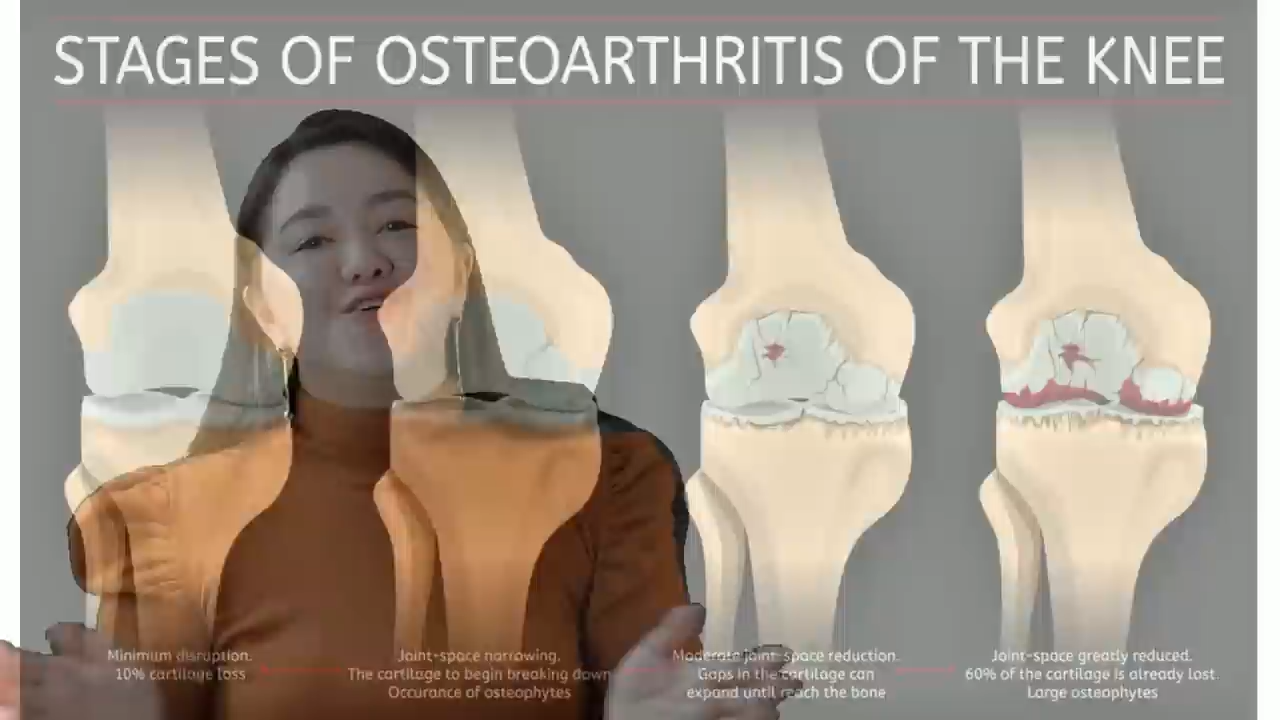 STAGES OF OSTEOARTHRITIS OF THE KNEE
Minimum disruption.
10% cartilage loss
Joint-space narrowing.
The cartilage to begin breaking down
Occurance of osteophytes
Moderate joint-space reduction.
Gaps in the cartilage can
expand until reach the bone
Joint-space greatly reduced.
60% of the cartilage is already lost.
Large osteophytes